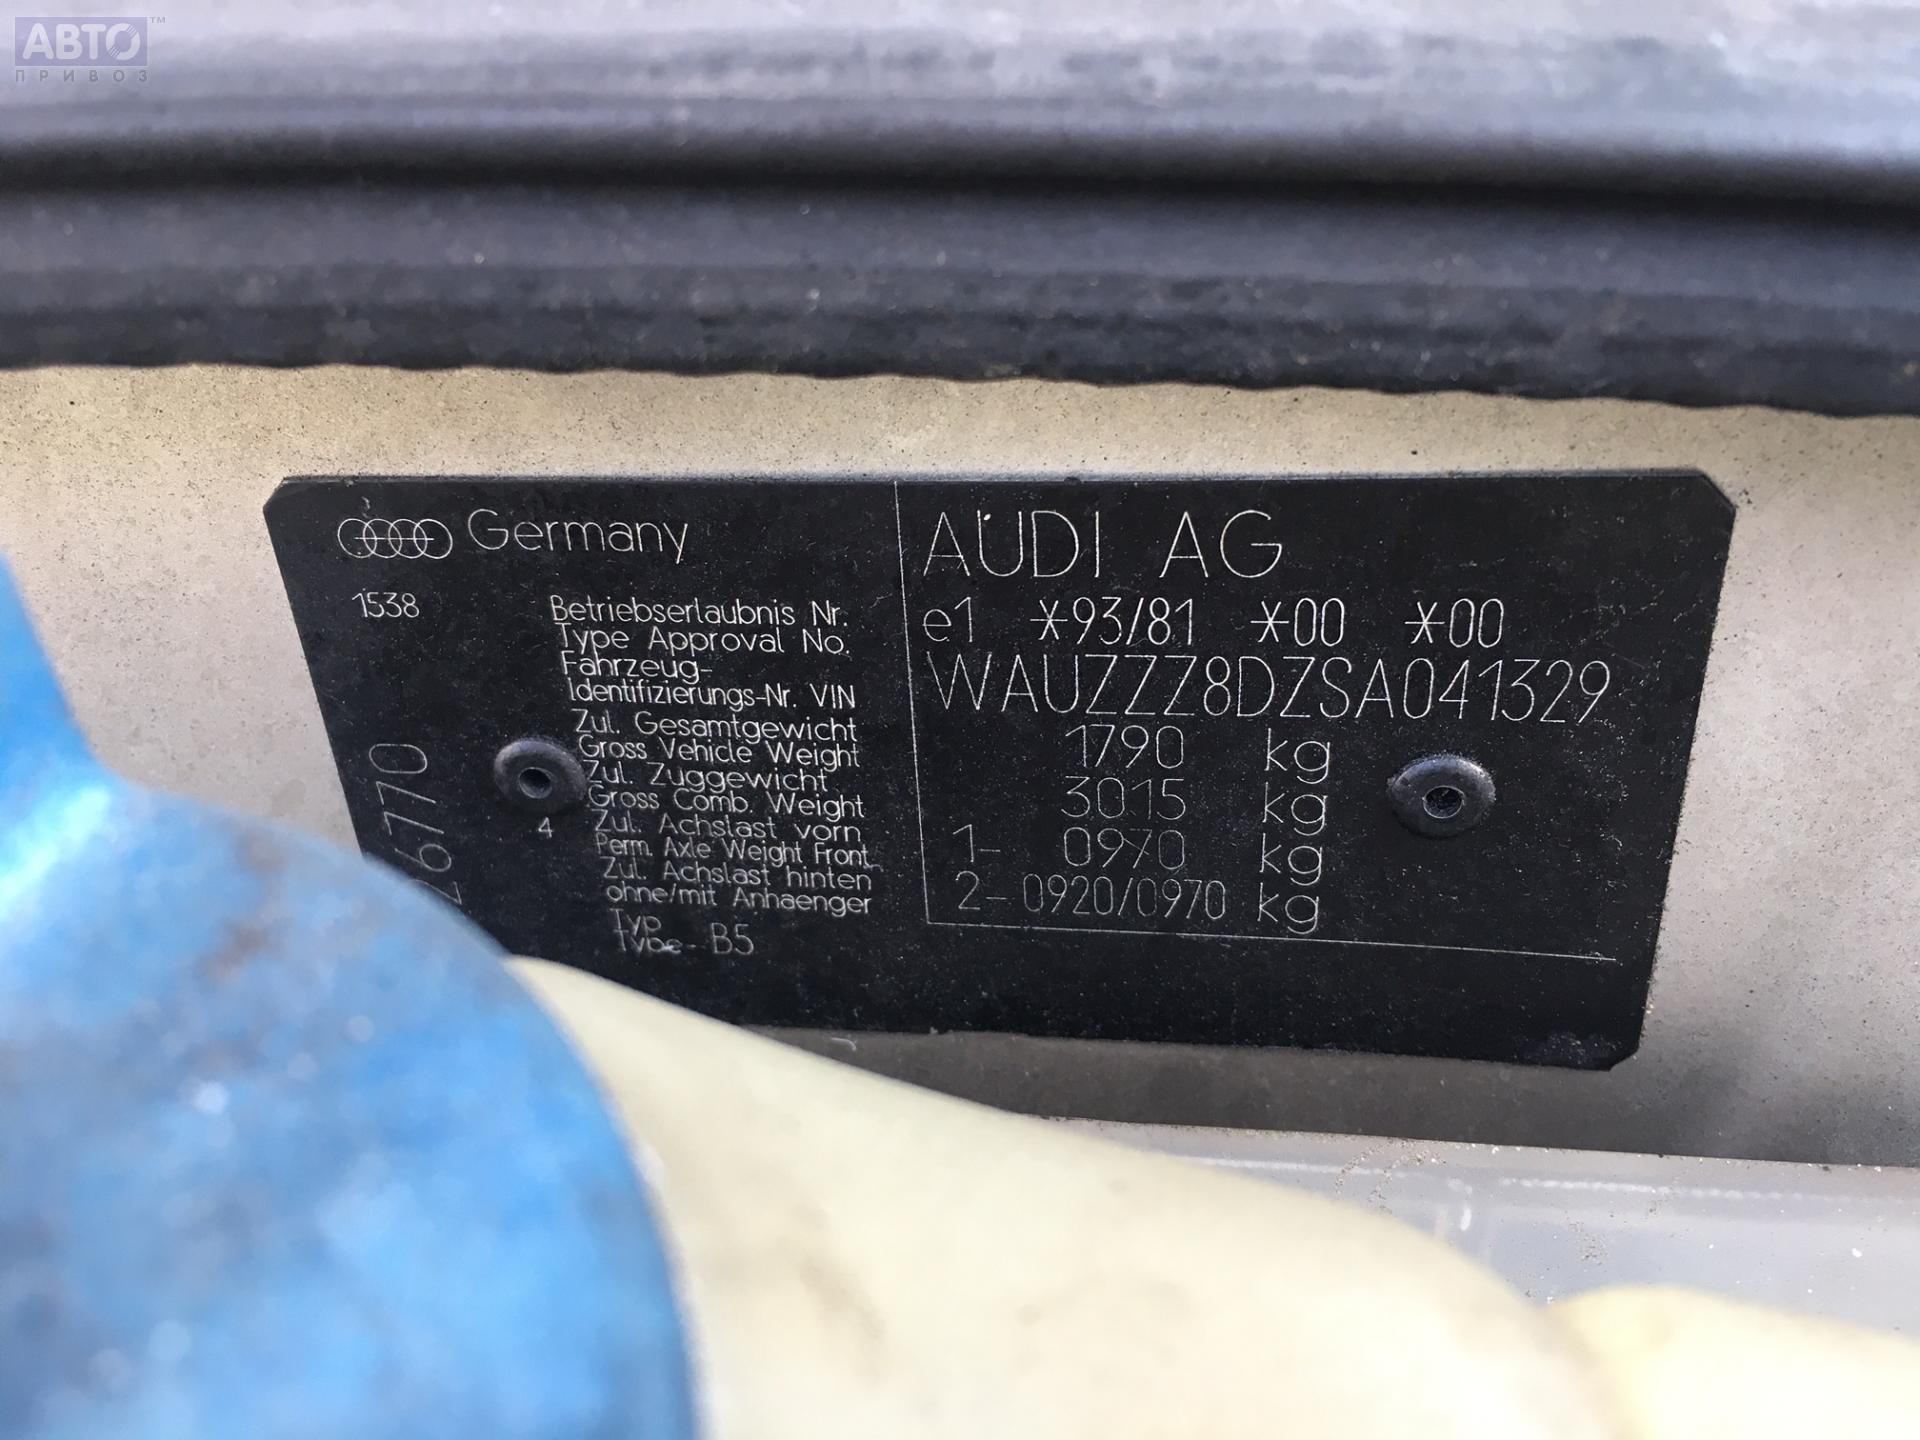 АВТО™
ПРИВОЗ
Germany
AUDI AG
1538
Betriebserlaubnis Nr.
Type Approval No.
e1 *93/81 *00 *00
Fahrzeug-
Identifizierungs-Nr. VIN
WAUZZZ8DZSA041329
Zul. Gesamtgewicht
Gross Vehicle Weight
1790 kg
Zul. Zuggewicht
Gross Comb. Weight
3015 kg
4
Zul. Achslast vorn
Perm. Axle Weight Front
1- 0970 kg
Zul. Achslast hinten
ohne/mit Anhaenger
2- 0920/0970 kg
Typ
Type- B5
26770